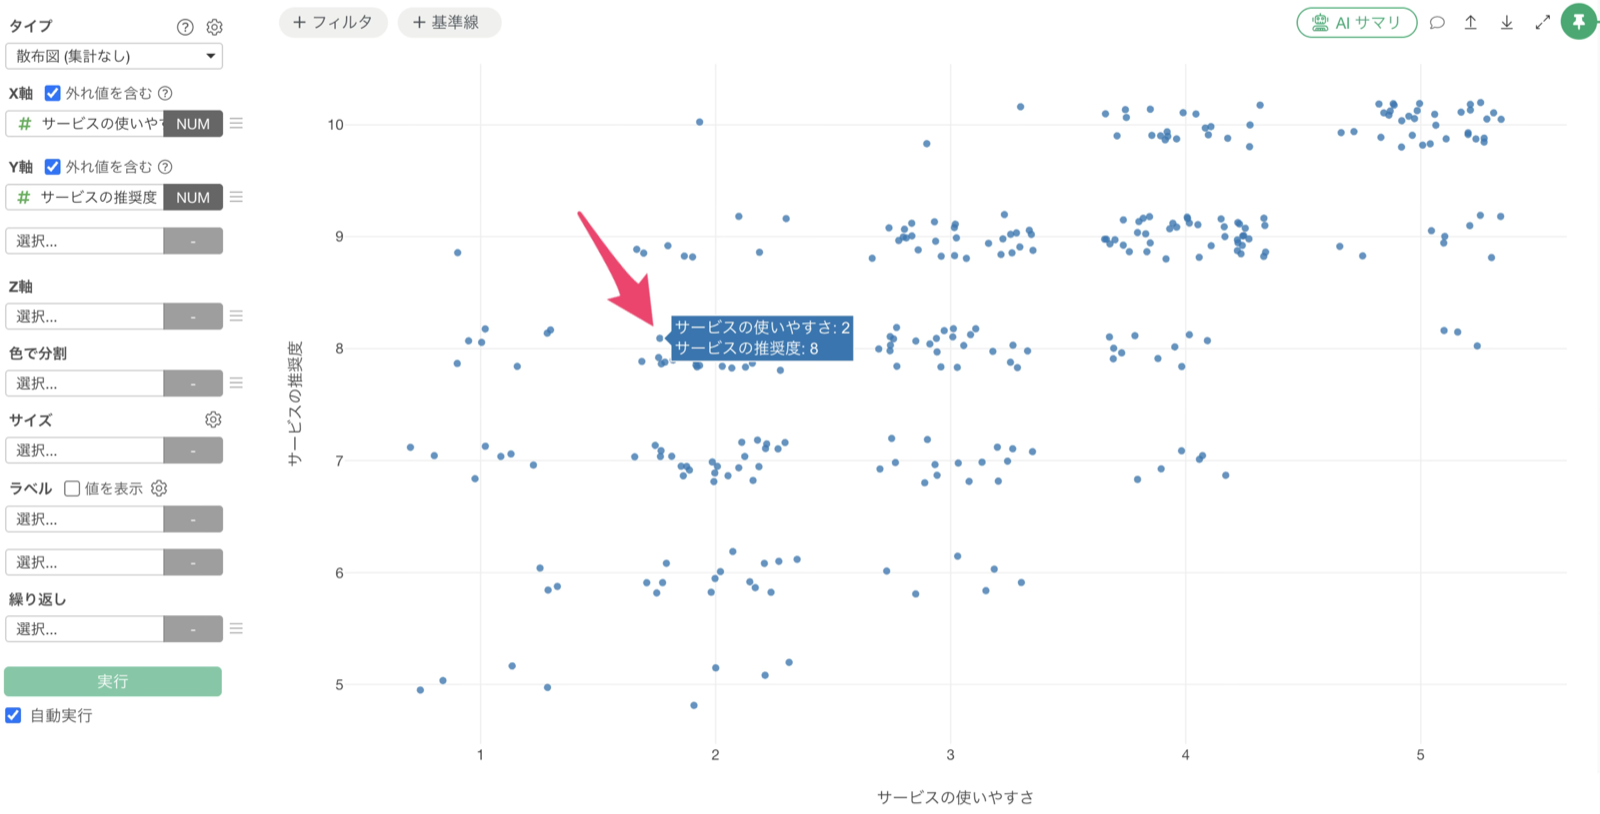 タイプ
散布図 (集計なし)
X軸 外れ値を含む
# サービスの使いや NUM
Y軸 外れ値を含む
# サービスの推奨度 NUM
選択... -
Z軸
選択... -
色で分割
選択... -
サイズ
選択... -
ラベル 値を表示
選択... -
選択... -
繰り返し
選択... -
実行
自動実行
+ フィルタ + 基準線
AI サマリ
サービスの推奨度
10
9
8
7
6
5
サービスの使いやすさ: 2
サービスの推奨度: 8
1 2 3 4 5
サービスの使いやすさ